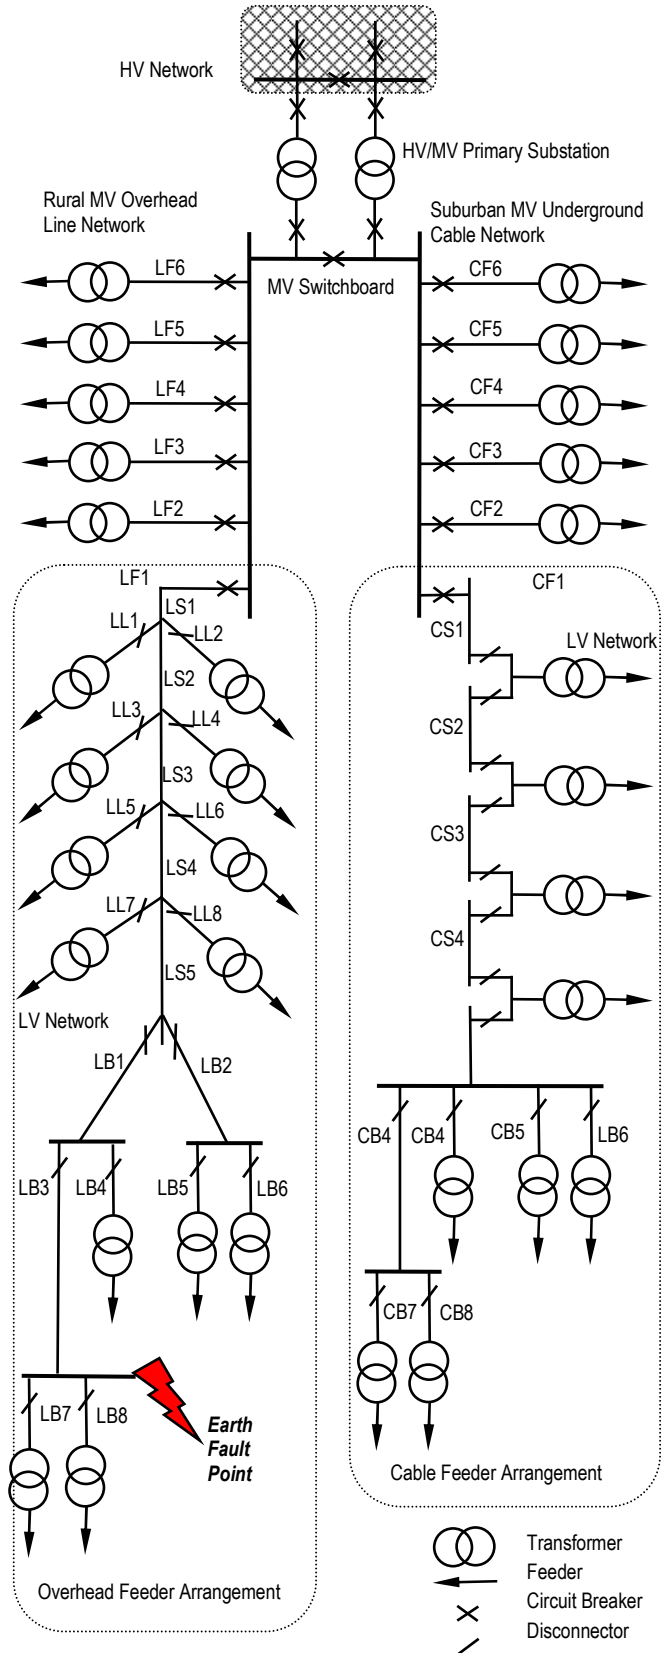 HV Network
HV/MV Primary Substation
Rural MV Overhead
Line Network
Suburban MV Underground
Cable Network
MV Switchboard
LF6
CF6
LF5
CF5
LF4
CF4
LF3
CF3
LF2
CF2
LF1
CF1
LS1
LL1
LL2
CS1
LV Network
LS2
LL3
LL4
CS2
LS3
LL5
LL6
CS3
LS4
LL7
LL8
CS4
LS5
LV Network
LB1
LB2
CB4
CB4
CB5
LB6
LB3
LB4
LB5
LB6
CB7
CB8
LB7
LB8
Earth
Fault
Point
Cable Feeder Arrangement
Transformer
Feeder
Overhead Feeder Arrangement
Circuit Breaker
Disconnector